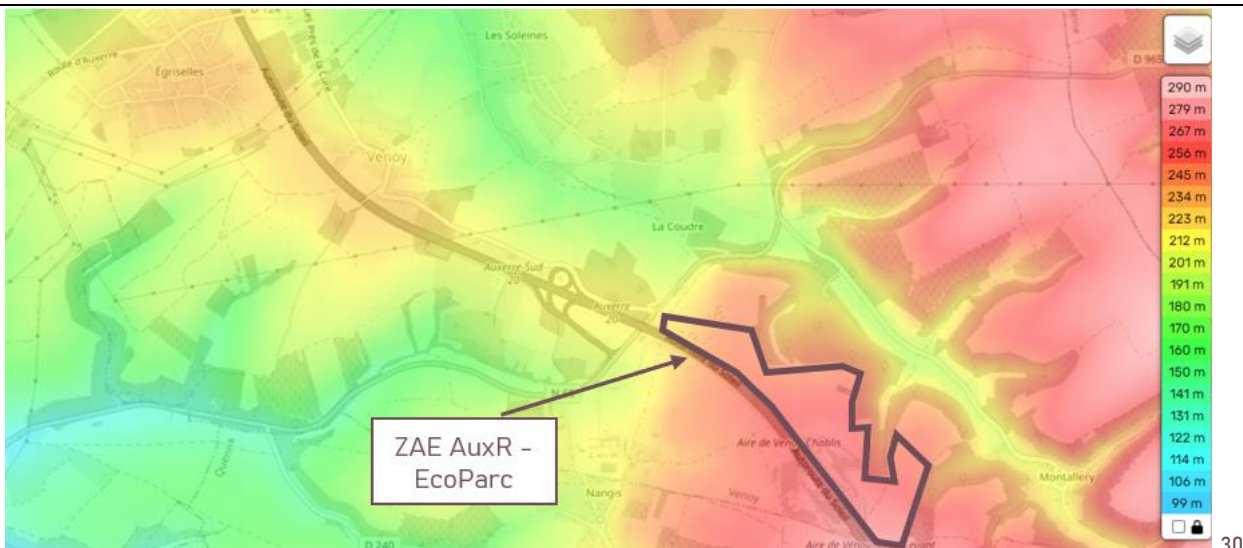 D 124
Les Prés de la Cure
Les Soleines
Route d'Auxerre
Égriselles
Autoroute du Soleil
D 965
Venoy
La Coudre
Auxerre-Sud
20
Auxerre
20
N 65
ZAE AuxR -
EcoParc
Quenne
Nangis
Aire de Venoy Chablis
Autoroute du Soleil
Venoy
Montallery
D 240
Aire de Venoy
290 m
279 m
267 m
256 m
245 m
234 m
223 m
212 m
201 m
191 m
180 m
170 m
160 m
150 m
141 m
131 m
122 m
114 m
106 m
99 m
30